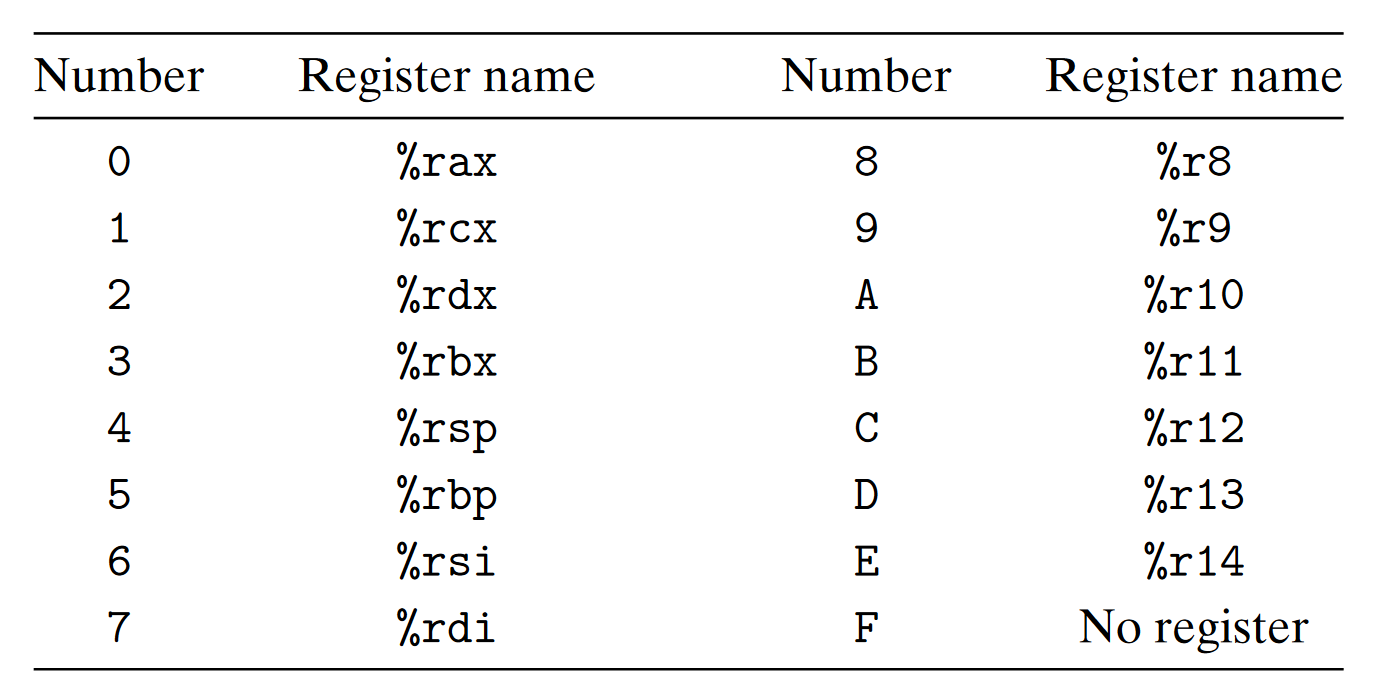 Number Register name Number Register name
0 %rax 8 %r8
1 %rcx 9 %r9
2 %rdx A %r10
3 %rbx B %r11
4 %rsp C %r12
5 %rbp D %r13
6 %rsi E %r14
7 %rdi F No register